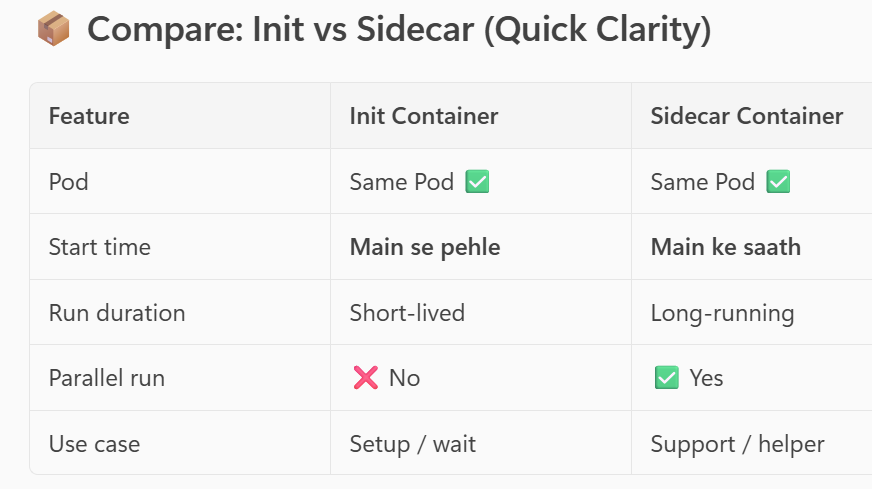 📦 Compare: Init vs Sidecar (Quick Clarity)
Feature Init Container Sidecar Container
Pod Same Pod ✅ Same Pod ✅
Start time Main se pehle Main ke saath
Run duration Short-lived Long-running
Parallel run ❌ No ✅ Yes
Use case Setup / wait Support / helper